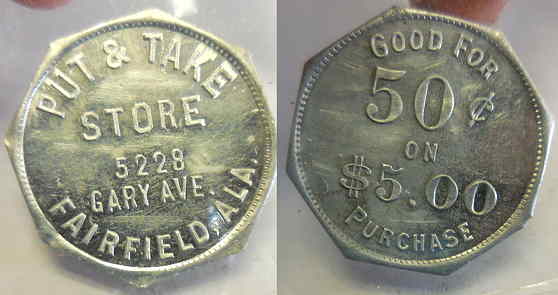 PUT & TAKE
STORE
5228
GARY AVE.
FAIRFIELD, ALA.
GOOD FOR
50¢
ON
$5.00
PURCHASE